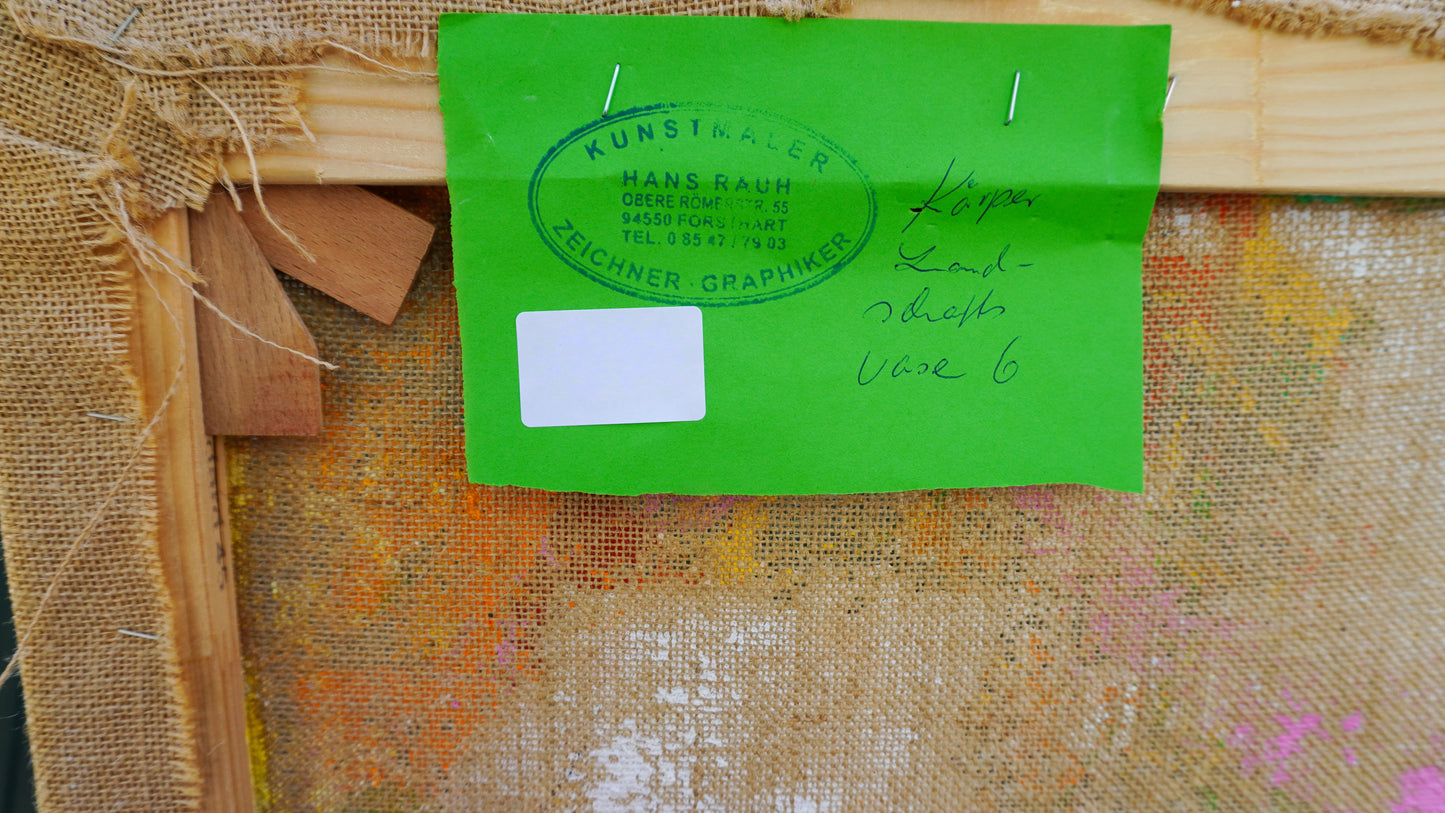 KUNSTMALER
HANS RAUH
OBERE RÖMERSTR. 55
94550 FORSTHART
TEL. 0 85 47 / 79 03
ZEICHNER · GRAPHIKER
Körper
Land-
schafts
vase 6